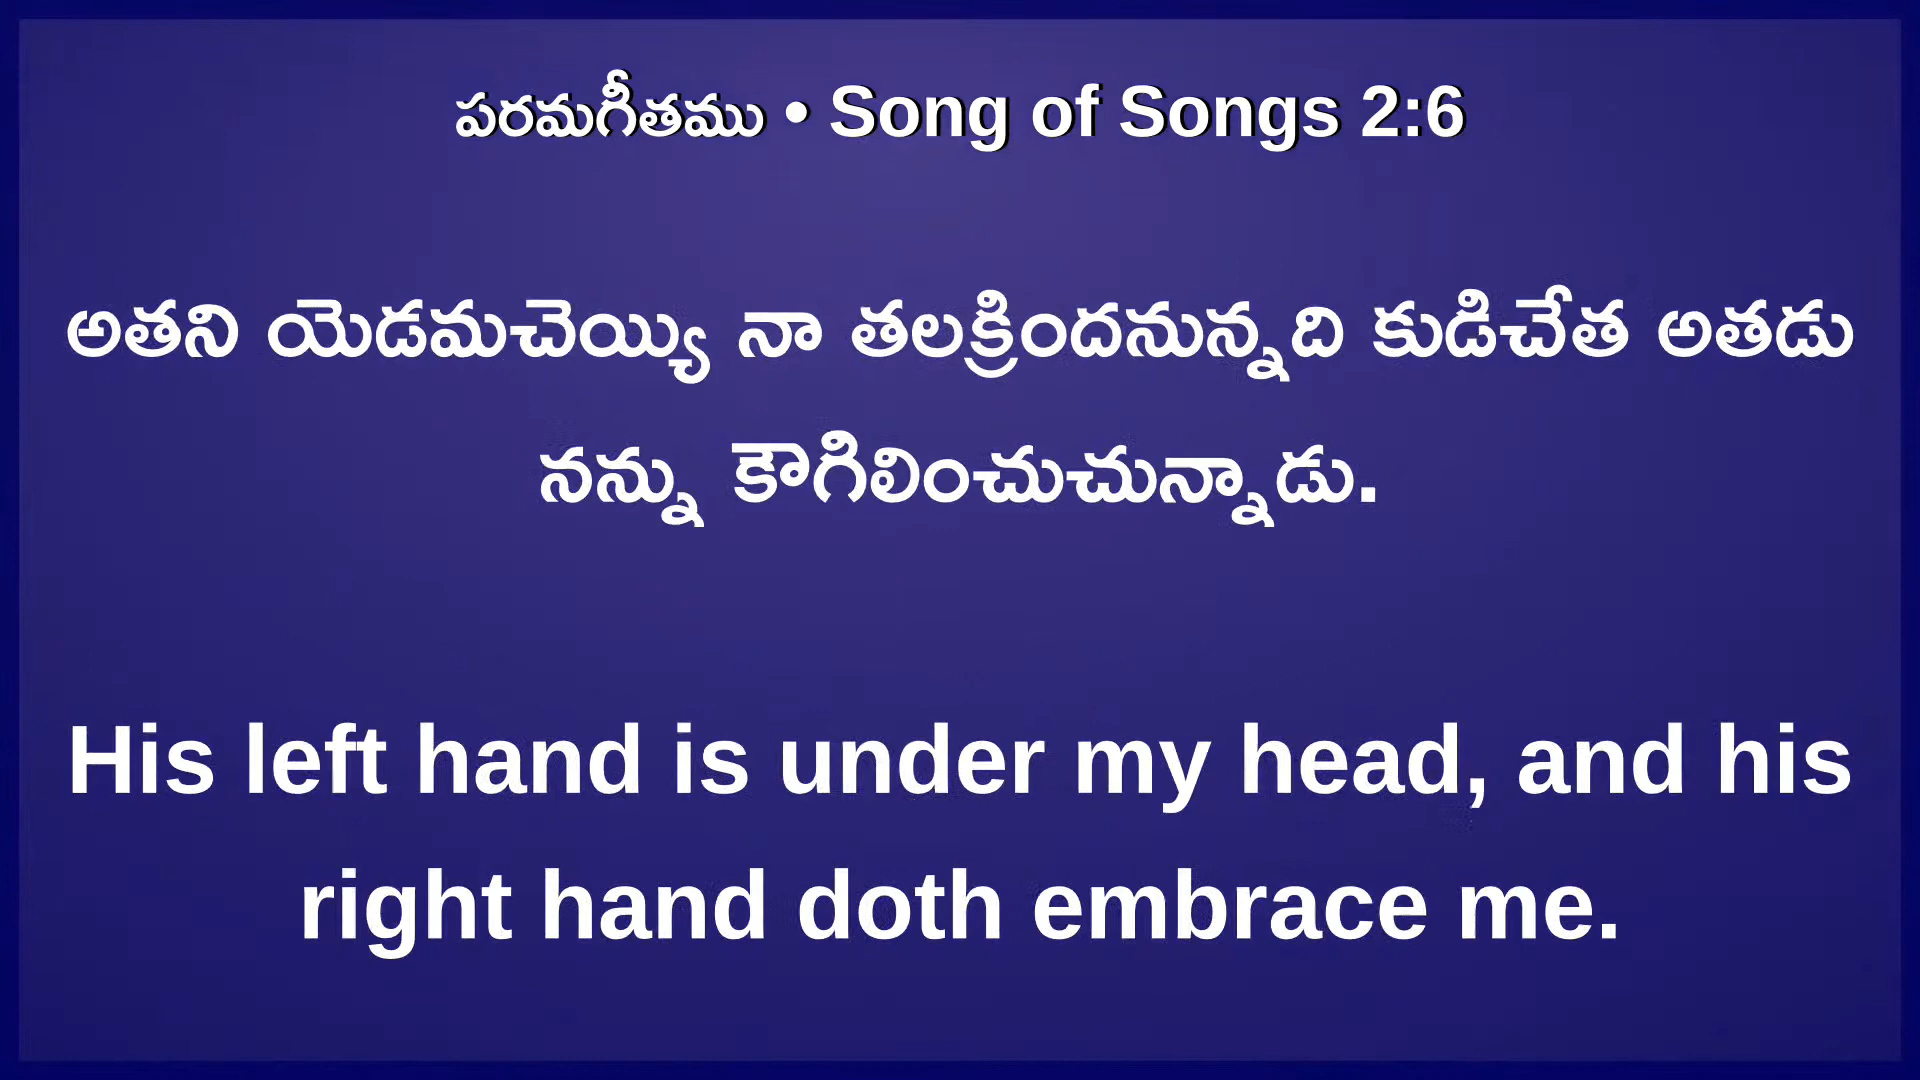 పరమగీతము • Song of Songs 2:6
అతని యెడమచెయ్యి నా తలక్రిందనున్నది కుడిచేత అతడు
నన్ను కౌగిలించుచున్నాడు.
His left hand is under my head, and his
right hand doth embrace me.